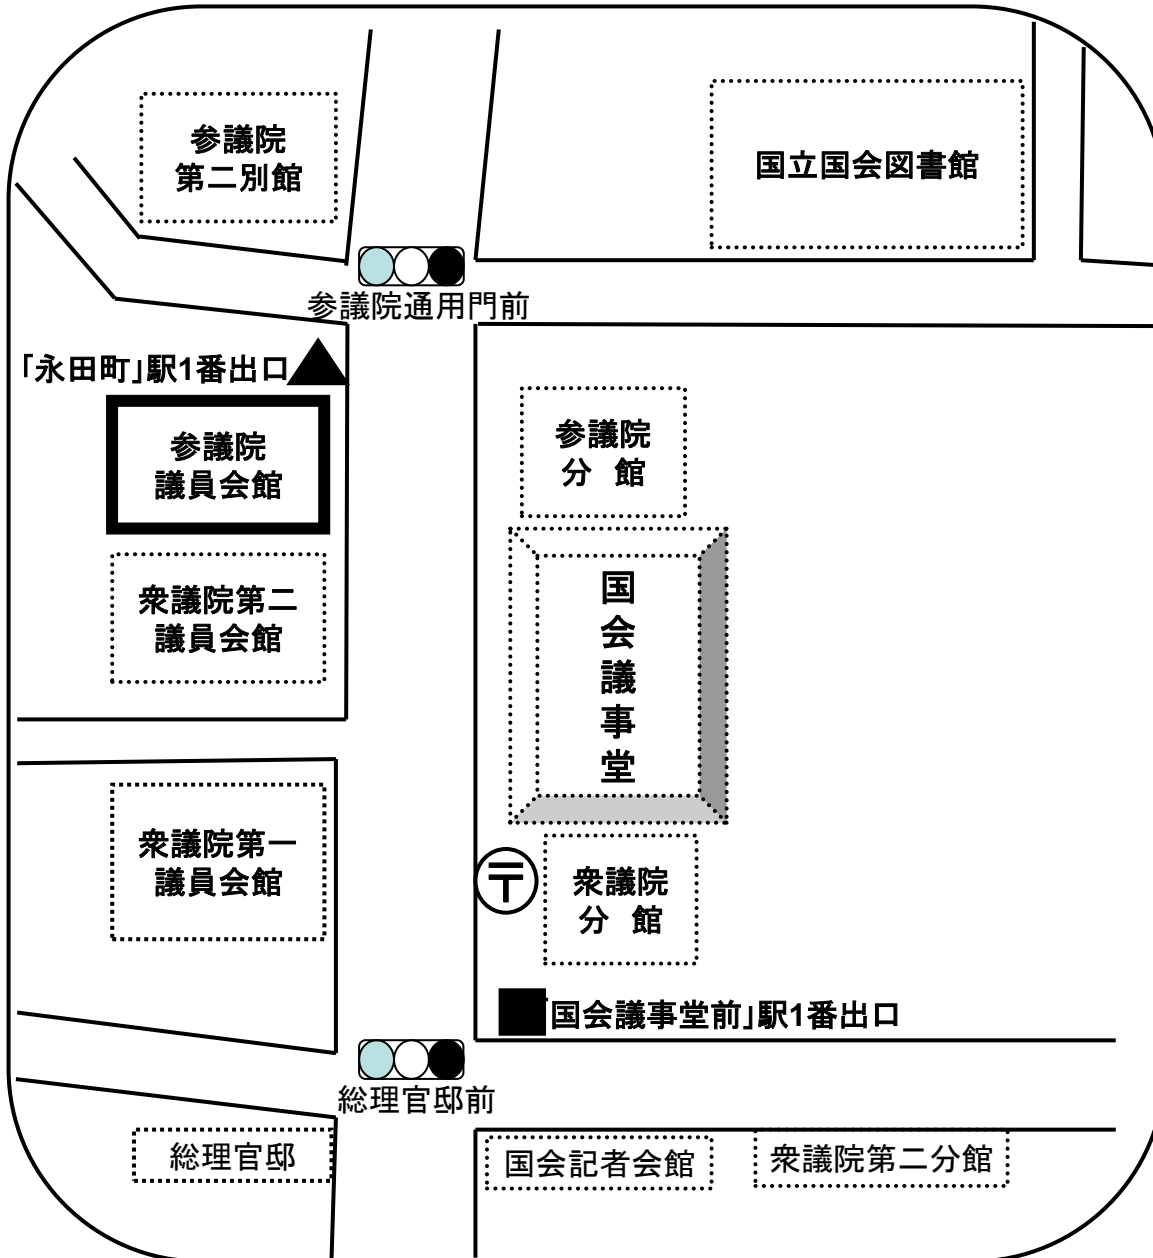 参議院
第二別館
国立国会図書館
参議院通用門前
「永田町」駅1番出口
参議院
議員会館
参議院
分 館
衆議院第二
議員会館
国
会
議
事
堂
衆議院第一
議員会館
〒
衆議院
分 館
「国会議事堂前」駅1番出口
総理官邸前
総理官邸
国会記者会館
衆議院第二分館